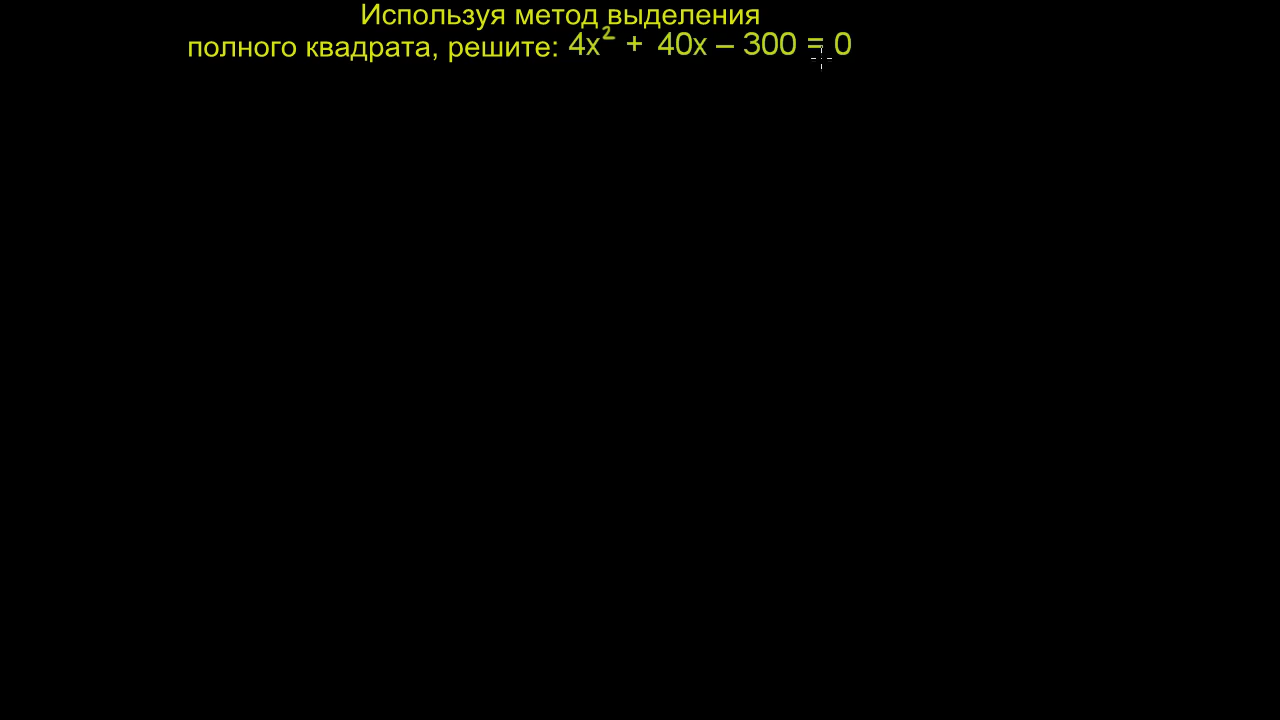 Используя метод выделения
полного квадрата, решите: 4x² + 40x – 300 = 0